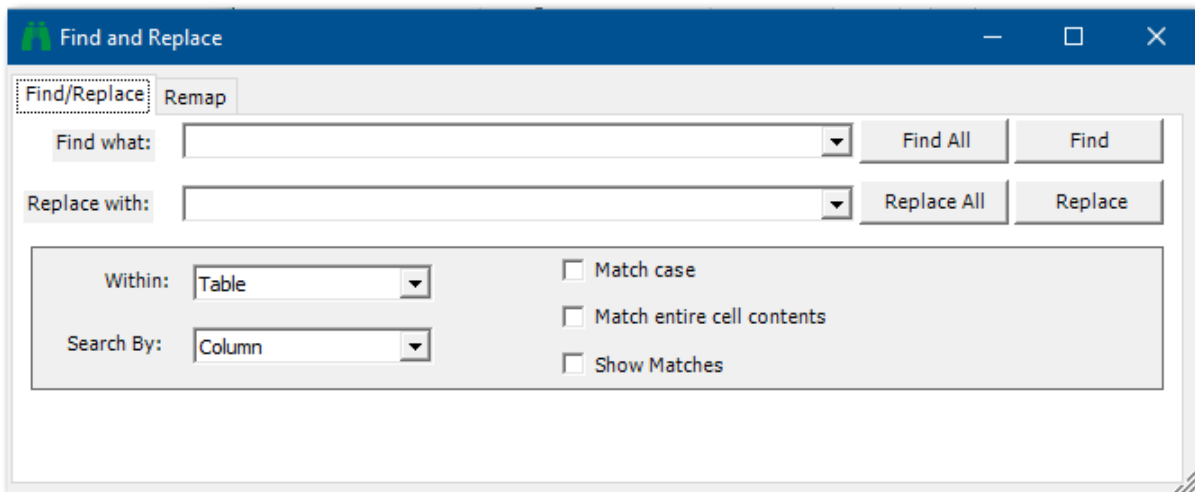 Find and Replace
Find/Replace Remap
Find what: Find All Find
Replace with: Replace All Replace
Within: Table Match case
Match entire cell contents
Search By: Column
Show Matches